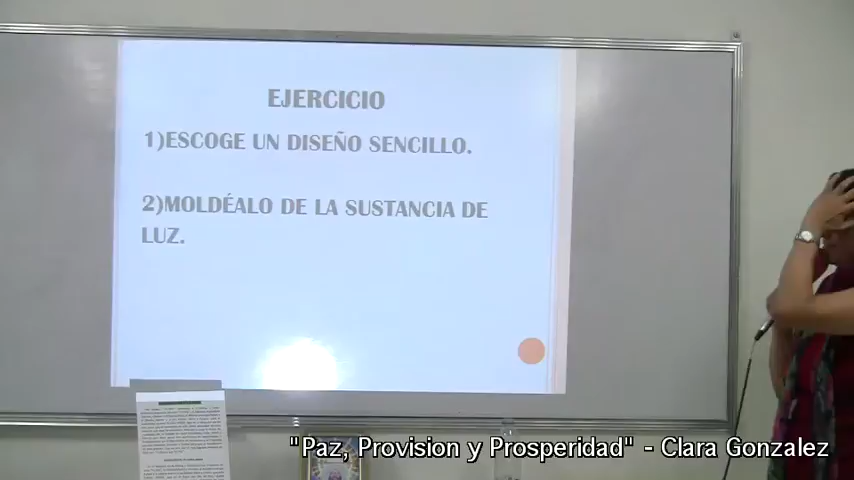 EJERCICIO
1)ESCOGE UN DISEÑO SENCILLO.
2)MOLDÉALO DE LA SUSTANCIA DE
LUZ.
"Paz, Provision y Prosperidad" - Clara Gonzalez